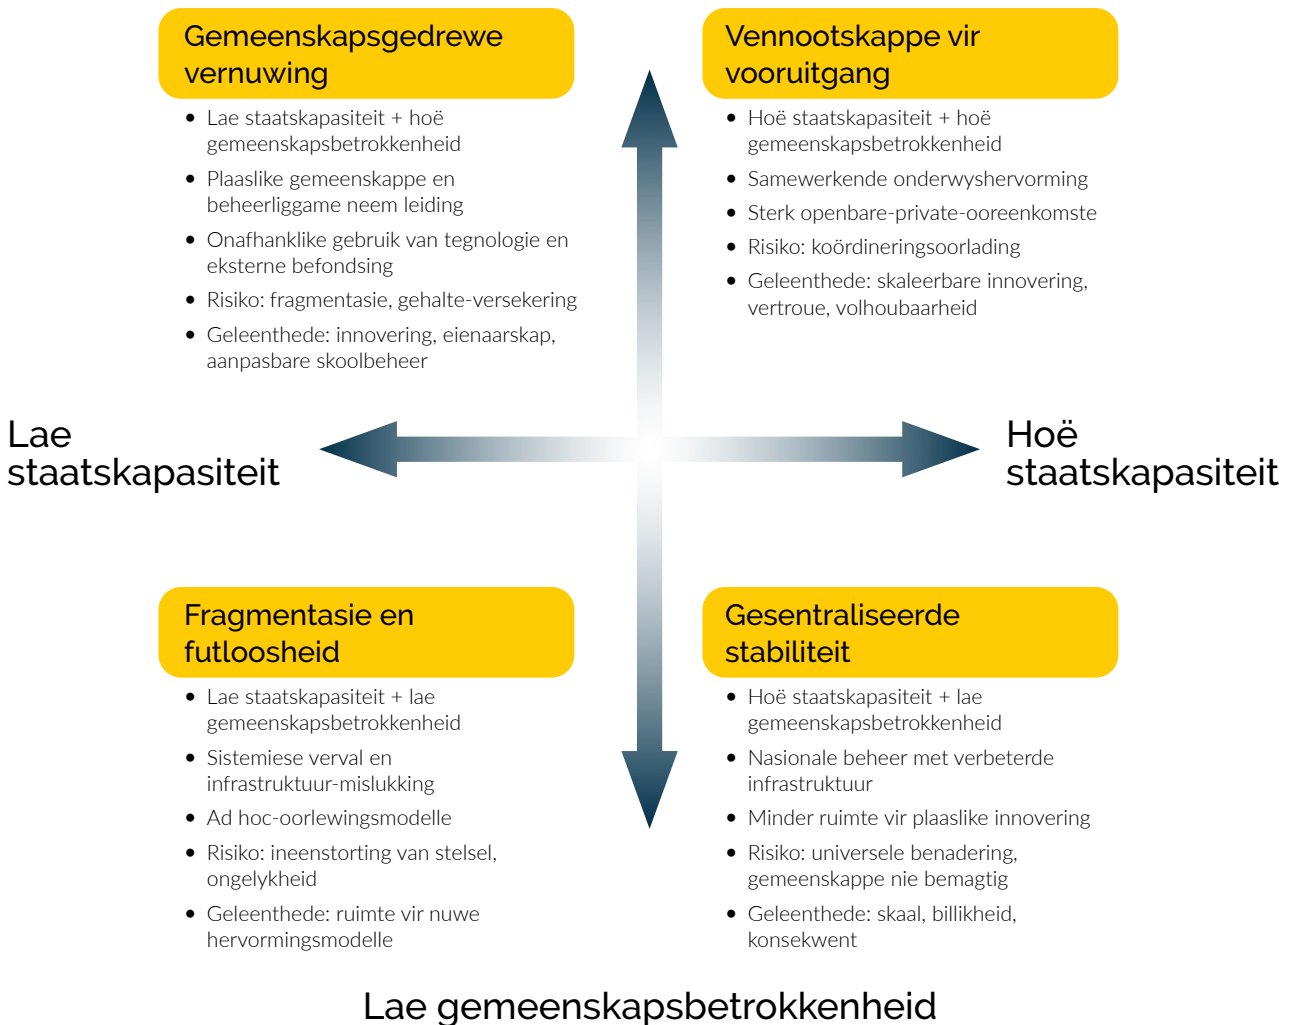 Gemeenskapsgedrewe
vernuwing
• Lae staatskapasiteit + hoë
gemeenskapsbetrokkenheid
• Plaaslike gemeenskappe en
beheerliggame neem leiding
• Onafhanklike gebruik van tegnologie en
eksterne befondsing
• Risiko: fragmentasie, gehalte-versekering
• Geleenthede: innovering, eienaarskap,
aanpasbare skoolbeheer
Vennootskappe vir
vooruitgang
• Hoë staatskapasiteit + hoë
gemeenskapsbetrokkenheid
• Samewerkende onderwyshervorming
• Sterk openbare-private-ooreenkomste
• Risiko: koördineringsoorlading
• Geleenthede: skaleerbare innovering,
vertroue, volhoubaarheid
Lae
staatskapasiteit
Hoë
staatskapasiteit
Fragmentasie en
futloosheid
• Lae staatskapasiteit + lae
gemeenskapsbetrokkenheid
• Sistemiese verval en
infrastruktuur-mislukking
• Ad hoc-oorlewingsmodelle
• Risiko: ineenstorting van stelsel,
ongelykheid
• Geleenthede: ruimte vir nuwe
hervormingsmodelle
Gesentraliseerde
stabiliteit
• Hoë staatskapasiteit + lae
gemeenskapsbetrokkenheid
• Nasionale beheer met verbeterde
infrastruktuur
• Minder ruimte vir plaaslike innovering
• Risiko: universele benadering,
gemeenskappe nie bemagtig
• Geleenthede: skaal, billikheid,
konsekwent
Lae gemeenskapsbetrokkenheid